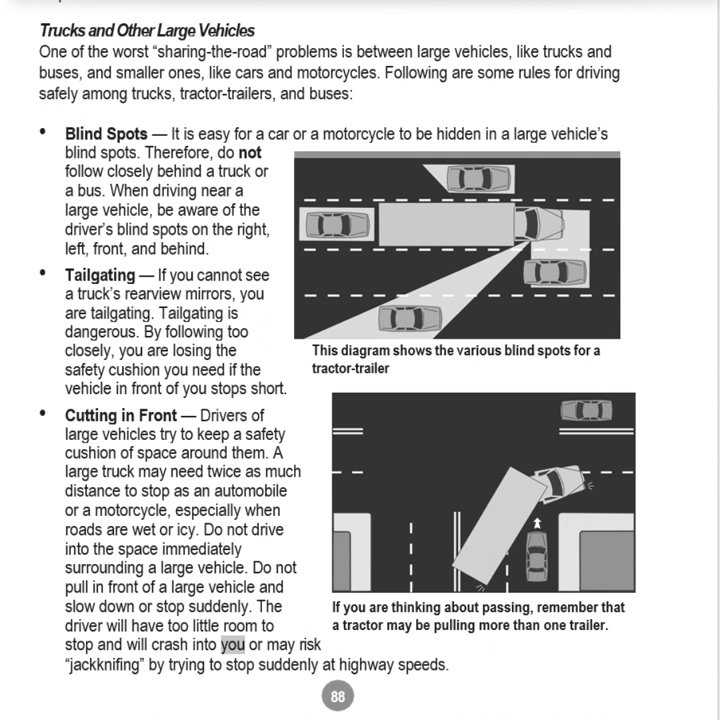 Trucks and Other Large Vehicles
One of the worst “sharing-the-road” problems is between large vehicles, like trucks and
buses, and smaller ones, like cars and motorcycles. Following are some rules for driving
safely among trucks, tractor-trailers, and buses:
• Blind Spots — It is easy for a car or a motorcycle to be hidden in a large vehicle’s
blind spots. Therefore, do not
follow closely behind a truck or
a bus. When driving near a
large vehicle, be aware of the
driver’s blind spots on the right,
left, front, and behind.
• Tailgating — If you cannot see
a truck’s rearview mirrors, you
are tailgating. Tailgating is
dangerous. By following too
closely, you are losing the
safety cushion you need if the
vehicle in front of you stops short.
This diagram shows the various blind spots for a
tractor-trailer
• Cutting in Front — Drivers of
large vehicles try to keep a safety
cushion of space around them. A
large truck may need twice as much
distance to stop as an automobile
or a motorcycle, especially when
roads are wet or icy. Do not drive
into the space immediately
surrounding a large vehicle. Do not
pull in front of a large vehicle and
slow down or stop suddenly. The
driver will have too little room to
stop and will crash into you or may risk
“jackknifing” by trying to stop suddenly at highway speeds.
If you are thinking about passing, remember that
a tractor may be pulling more than one trailer.
88